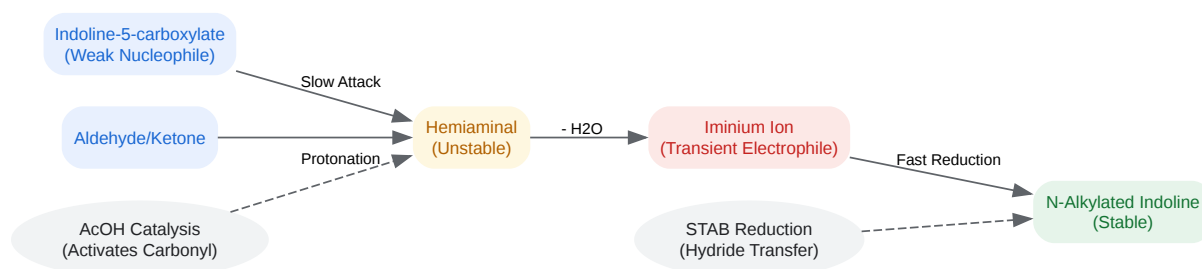 Indoline-5-carboxylate
(Weak Nucleophile)
Slow Attack
Aldehyde/Ketone
Protonation
AcOH Catalysis
(Activates Carbonyl)
Hemiaminal
(Unstable)
- H2O
Iminium Ion
(Transient Electrophile)
Fast Reduction
STAB Reduction
(Hydride Transfer)
N-Alkylated Indoline
(Stable)